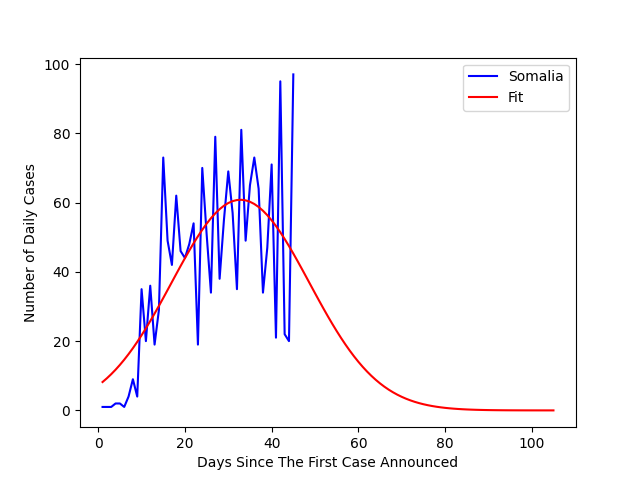 Somalia
Fit
100
80
60
40
20
0
Number of Daily Cases
0 20 40 60 80 100
Days Since The First Case Announced